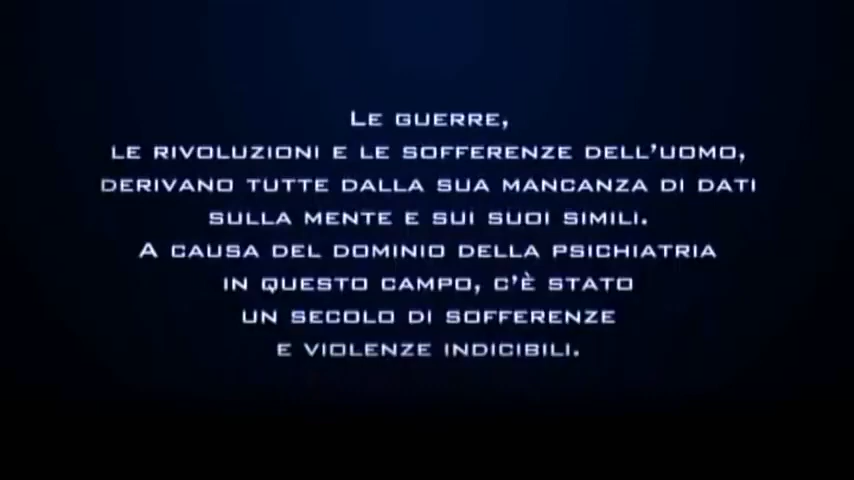 Le guerre,
le rivoluzioni e le sofferenze dell'uomo,
derivano tutte dalla sua mancanza di dati
sulla mente e sui suoi simili.
A causa del dominio della psichiatria
in questo campo, c'è stato
un secolo di sofferenze
e violenze indicibili.